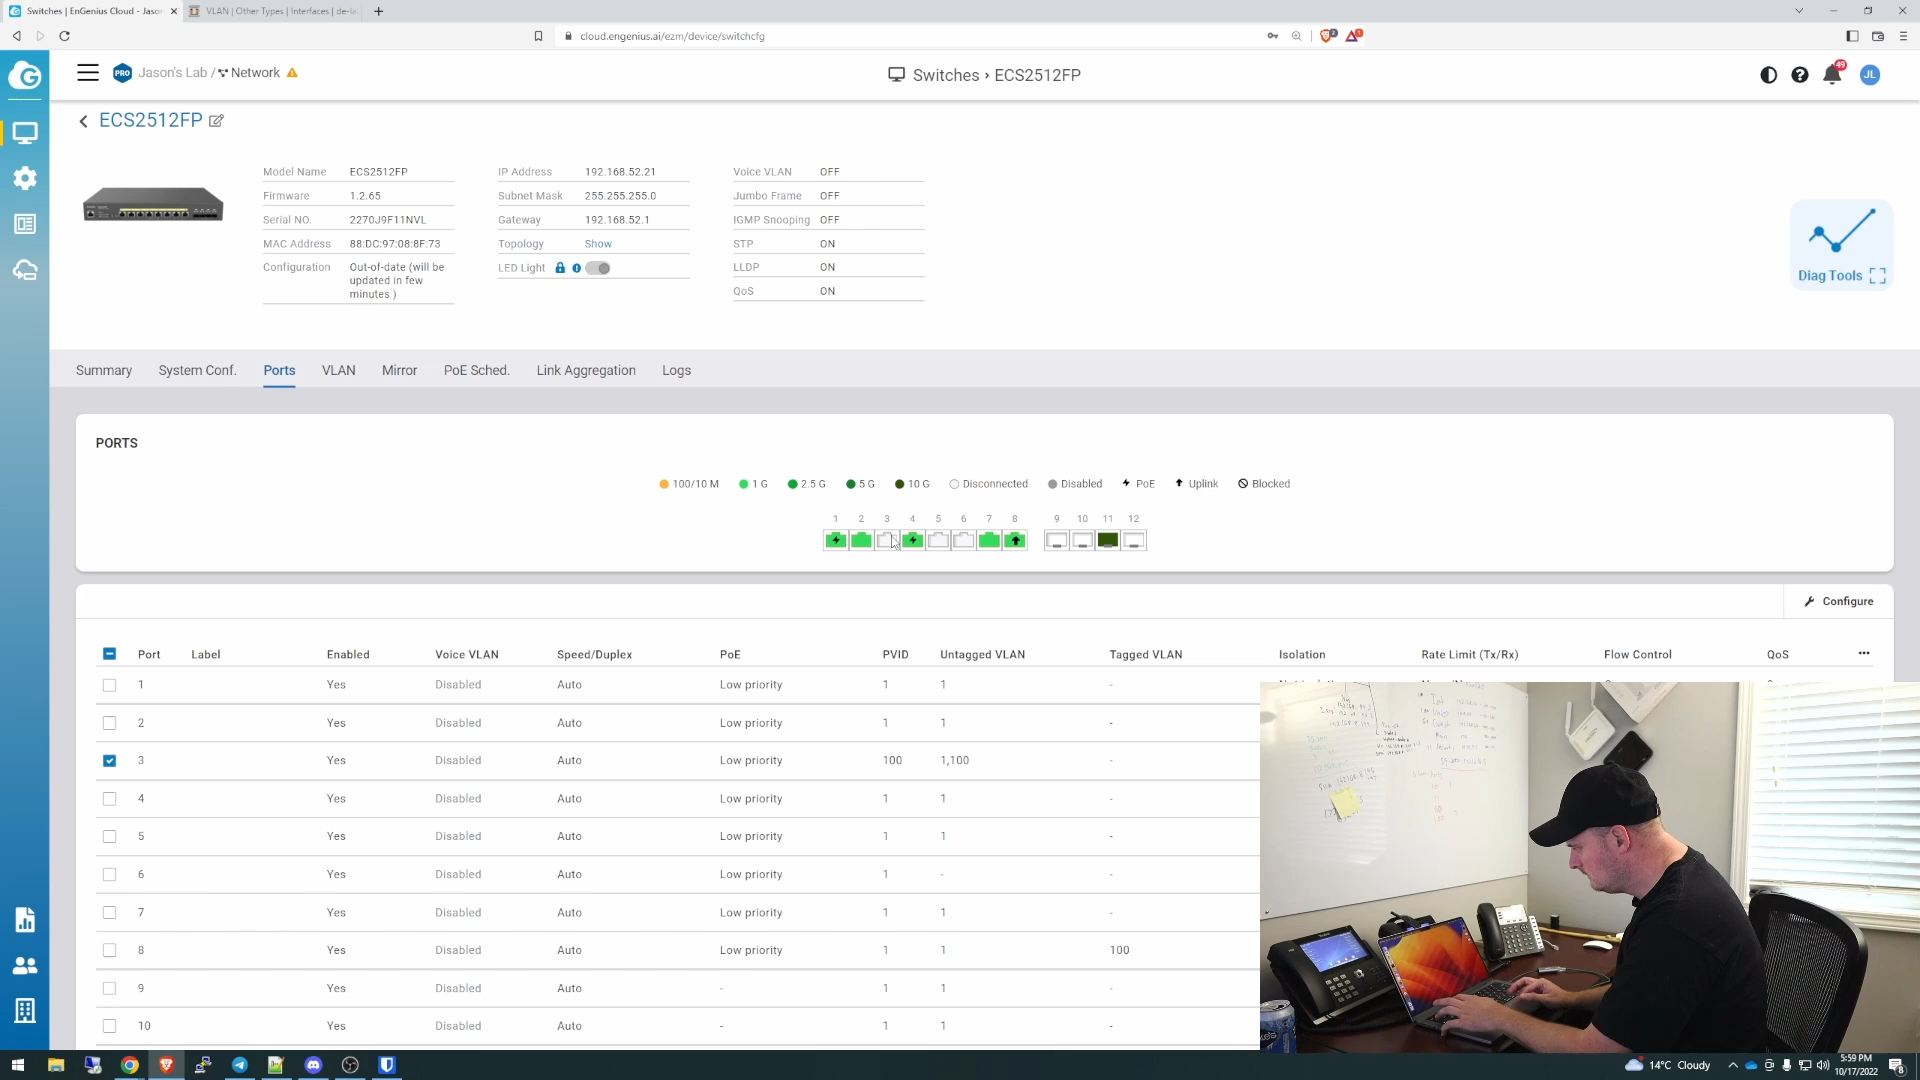 Switches | EnGenius Cloud - Jaso
VLAN | Other Types | Interfaces | de-la
cloud.engenius.ai/ezm/device/switchcfg
PRO Jason's Lab / Network
Switches › ECS2512FP
49
JL
ECS2512FP
Model Name ECS2512FP
Firmware 1.2.65
Serial NO. 2270J9F11NVL
MAC Address 88:DC:97:08:8F:73
Configuration Out-of-date (will be
updated in few
minutes )
IP Address 192.168.52.21
Subnet Mask 255.255.255.0
Gateway 192.168.52.1
Topology Show
LED Light
Voice VLAN OFF
Jumbo Frame OFF
IGMP Snooping OFF
STP ON
LLDP ON
QoS ON
Diag Tools
Summary System Conf. Ports VLAN Mirror PoE Sched. Link Aggregation Logs
PORTS
100/10 M 1 G 2.5 G 5 G 10 G Disconnected Disabled PoE Uplink Blocked
1 2 3 4 5 6 7 8 9 10 11 12
Configure
Port Label Enabled Voice VLAN Speed/Duplex PoE PVID Untagged VLAN Tagged VLAN Isolation Rate Limit (Tx/Rx) Flow Control QoS
1 Yes Disabled Auto Low priority 1 1 -
2 Yes Disabled Auto Low priority 1 1 -
3 Yes Disabled Auto Low priority 100 1,100 -
4 Yes Disabled Auto Low priority 1 1 -
5 Yes Disabled Auto Low priority 1 1 -
6 Yes Disabled Auto Low priority 1 - -
7 Yes Disabled Auto Low priority 1 1 -
8 Yes Disabled Auto Low priority 1 1 100
9 Yes Disabled Auto - 1 1 -
10 Yes Disabled Auto - 1 1 -
14°C Cloudy
5:59 PM
10/17/2022
8